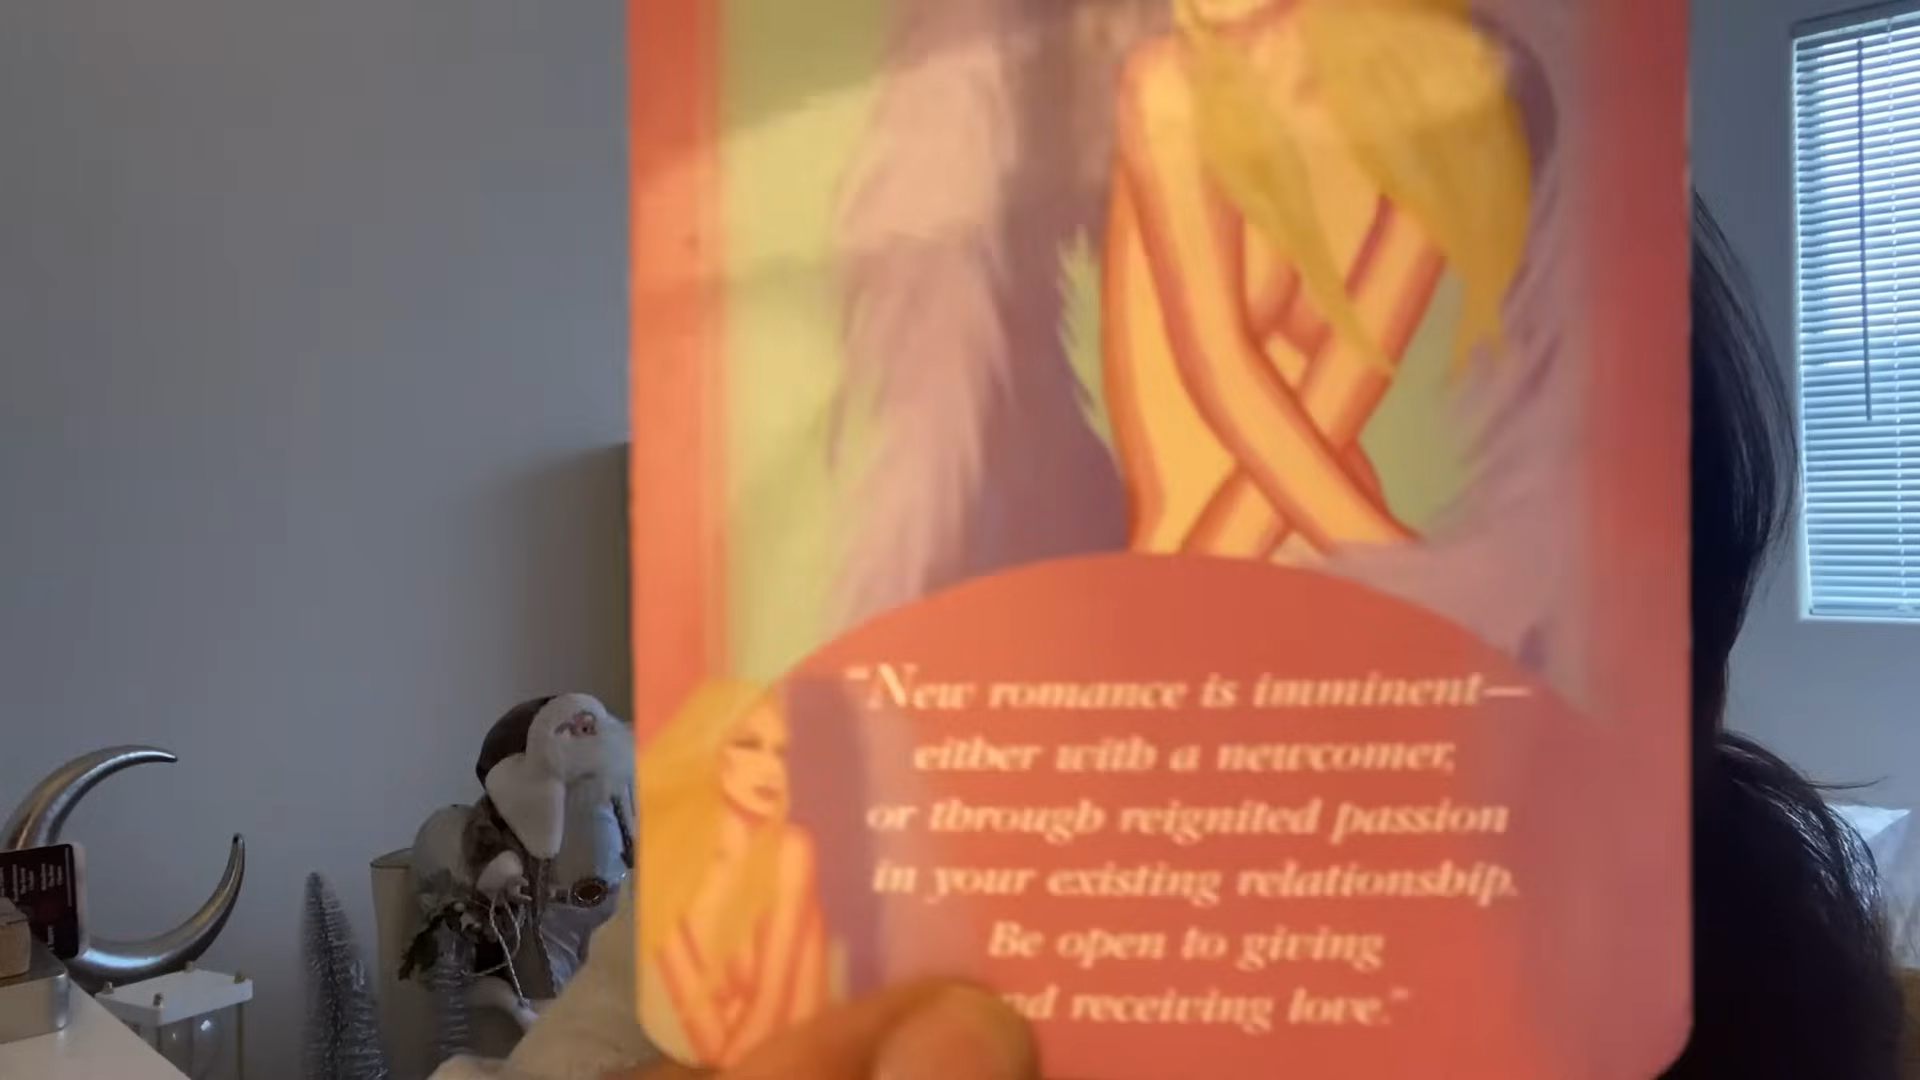 "New romance is imminent—
either with a newcomer,
or through reignited passion
in your existing relationship.
Be open to giving
nd receiving love."